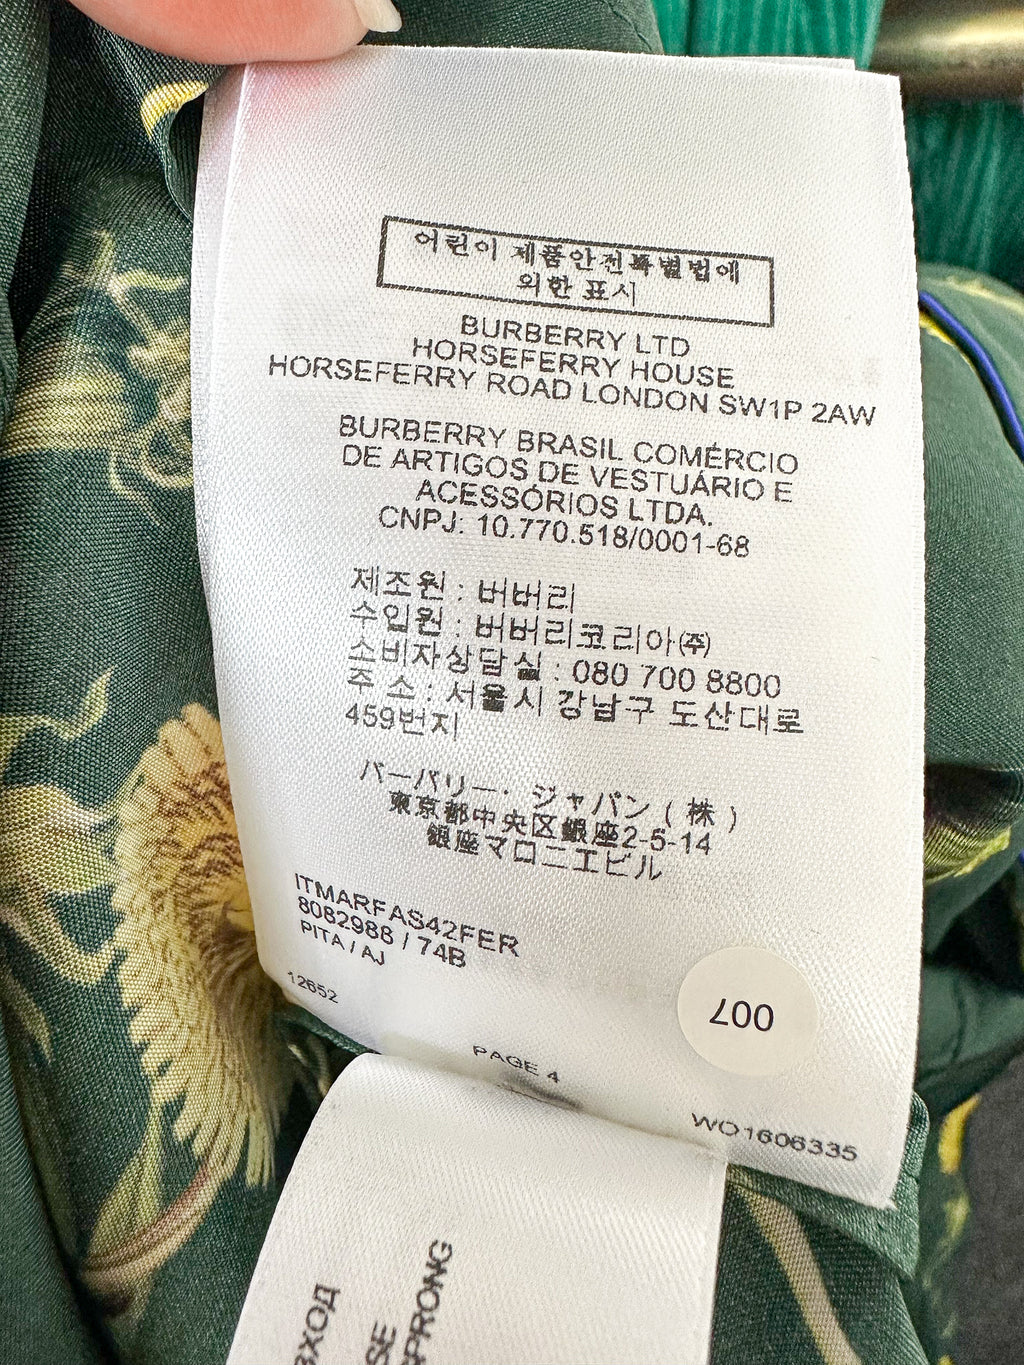 어린이 제품안전특별법에
의한 표시
BURBERRY LTD
HORSEFERRY HOUSE
HORSEFERRY ROAD LONDON SW1P 2AW
BURBERRY BRASIL COMÉRCIO
DE ARTIGOS DE VESTUÁRIO E
ACESSÓRIOS LTDA.
CNPJ: 10.770.518/0001-68
제조원 : 버버리
수입원 : 버버리코리아㈜
소비자상담실 : 080 700 8800
주 소 : 서울시 강남구 도산대로
459번지
バーバリー・ジャパン ( 株 )
東京都中央区銀座2-5-14
銀座マロニエビル
ITMARFAS42FER
8082988 / 74B
PITA / AJ
12652
007
PAGE 4
WO1606335